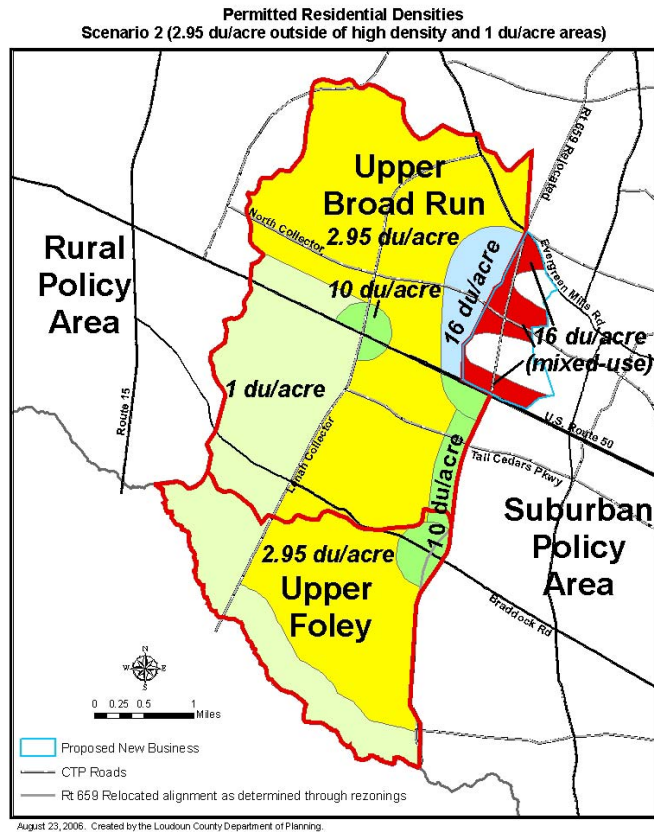 Permitted Residential Densities
Scenario 2 (2.95 du/acre outside of high density and 1 du/acre areas)
Rt 659 Relocated
Upper
Broad Run
North Collector
2.95 du/acre
Rural
Policy
Area
10 du/acre
16 du/acre
Evergreen Mills Rd
16 du/acre
(mixed-use)
1 du/acre
Route 15
U.S. Route 50
Lenah Collector
Tall Cedars Pkwy
10 du/acre
Suburban
Policy
Area
2.95 du/acre
Upper
Foley
Braddock Rd
N
W
E
S
0 0.25 0.5 1
Miles
Proposed New Business
CTP Roads
Rt 659 Relocated alignment as determined through rezonings
August 23, 2006. Created by the Loudoun County Department of Planning.